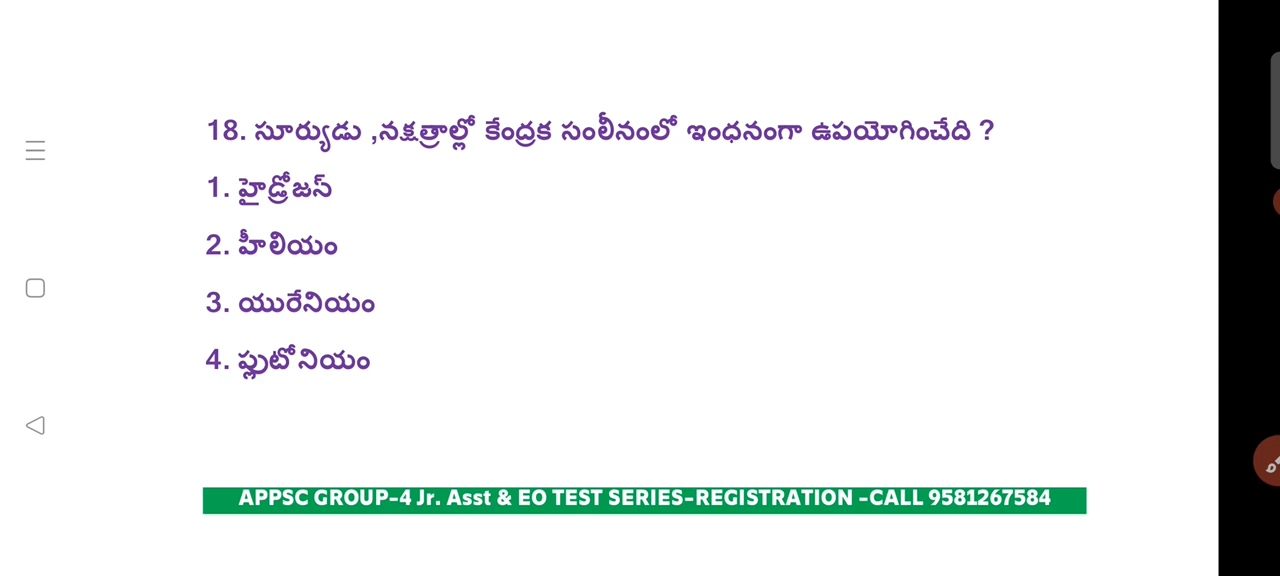 18. సూర్యుడు ,నక్షత్రాల్లో కేంద్రక సంలీనంలో ఇంధనంగా ఉపయోగించేది ?
1. హైడ్రోజస్
2. హీలియం
3. యురేనియం
4. ప్లుటోనియం
APPSC GROUP-4 Jr. Asst & EO TEST SERIES-REGISTRATION -CALL 9581267584